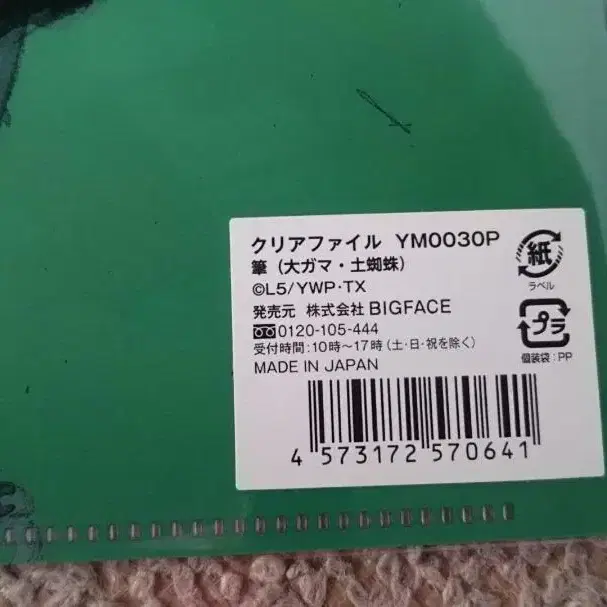 クリアファイル YM0030P
筆（大ガマ・土蜘蛛）
©L5/YWP・TX
発売元 株式会社 BIGFACE
0120-105-444
受付時間：10時～17時（土・日・祝を除く）
MADE IN JAPAN
4 573172 570641
紙
ラベル
プラ
個装袋：PP